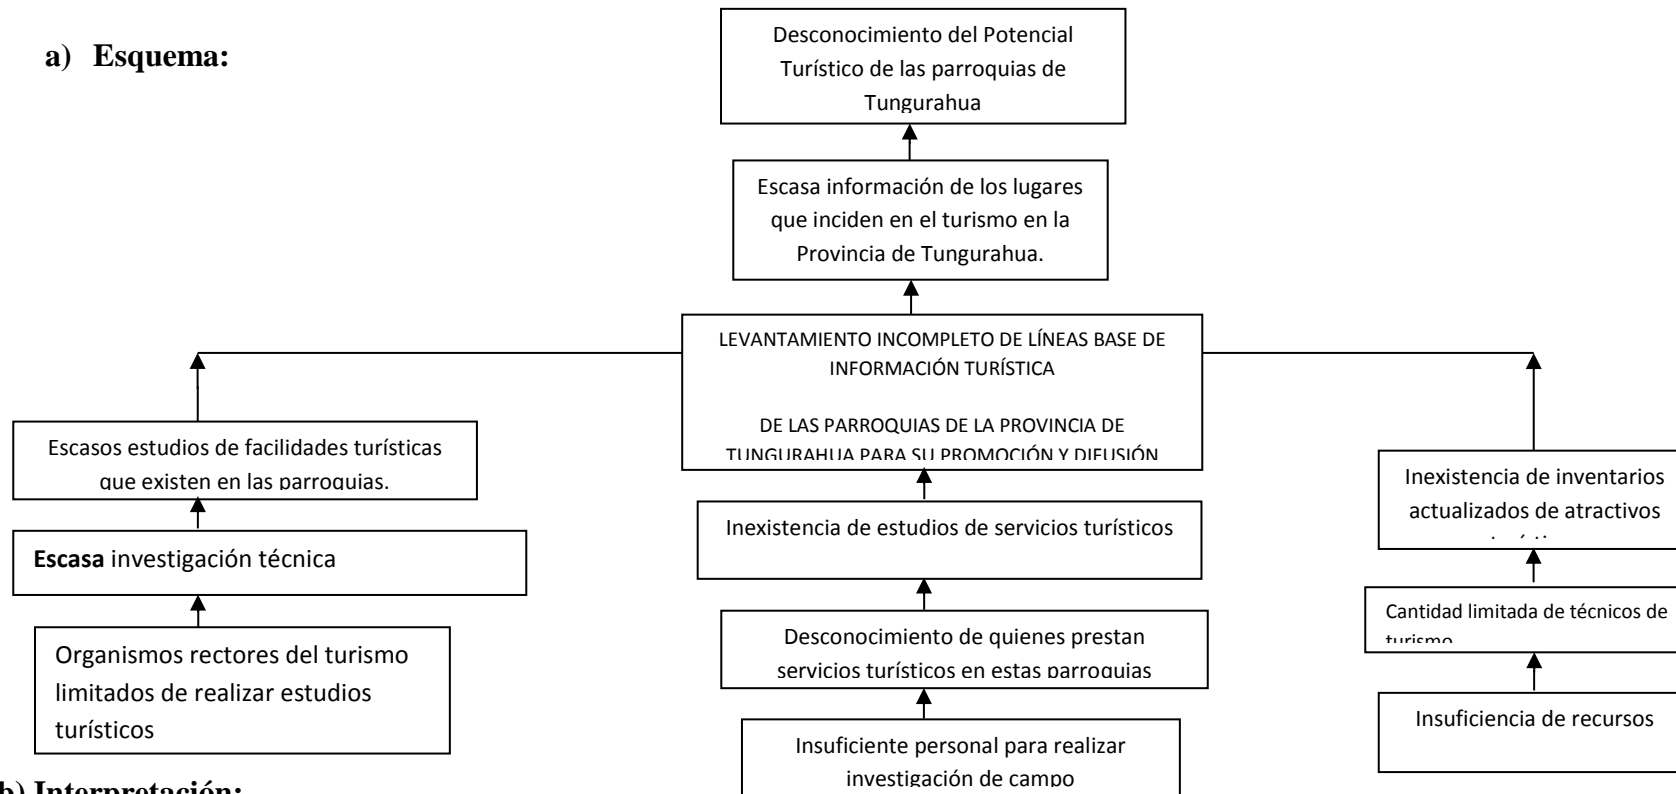 a) Esquema:
Desconocimiento del Potencial
Turístico de las parroquias de
Tungurahua
Escasa información de los lugares
que inciden en el turismo en la
Provincia de Tungurahua.
LEVANTAMIENTO INCOMPLETO DE LÍNEAS BASE DE
INFORMACIÓN TURÍSTICA
DE LAS PARROQUIAS DE LA PROVINCIA DE
TUNGURAHUA PARA SU PROMOCIÓN Y DIFUSIÓN
Escasos estudios de facilidades turísticas
que existen en las parroquias.
Escasa investigación técnica
Organismos rectores del turismo
limitados de realizar estudios
turísticos
Inexistencia de estudios de servicios turísticos
Desconocimiento de quienes prestan
servicios turísticos en estas parroquias
Insuficiente personal para realizar
investigación de campo
Inexistencia de inventarios
actualizados de atractivos
Cantidad limitada de técnicos de
turismo
Insuficiencia de recursos
b) Interpretación: